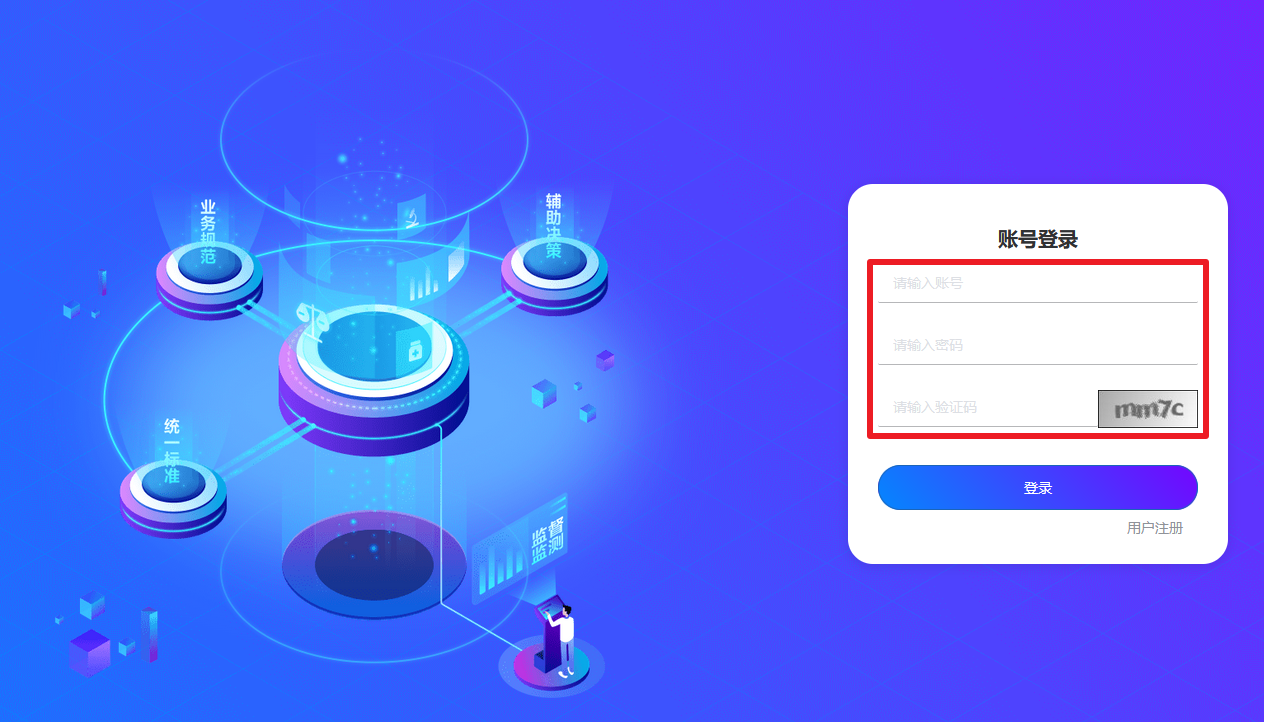 业务规范
辅助决策
统一标准
监督
监测
账号登录
请输入账号
请输入密码
请输入验证码
mm7c
登录
用户注册